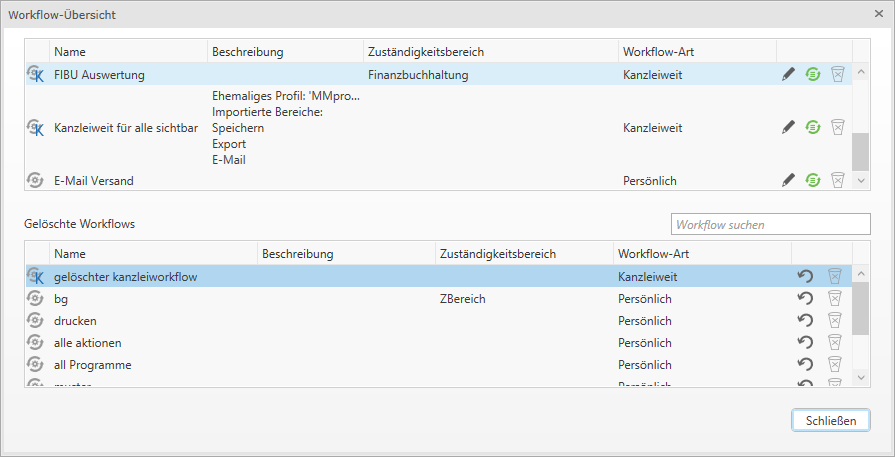 Workflow-Übersicht
Name Beschreibung Zuständigkeitsbereich Workflow-Art
K FIBU Auswertung Finanzbuchhaltung Kanzleiweit
Ehemaliges Profil: 'MMpro...
Importierte Bereiche:
K Kanzleiweit für alle sichtbar Speichern Kanzleiweit
Export
E-Mail
E-Mail Versand Persönlich
Gelöschte Workflows Workflow suchen
Name Beschreibung Zuständigkeitsbereich Workflow-Art
K gelöschter kanzleiworkflow Kanzleiweit
bg ZBereich Persönlich
drucken Persönlich
alle aktionen Persönlich
all Programme Persönlich
muster Persönlich
Schließen